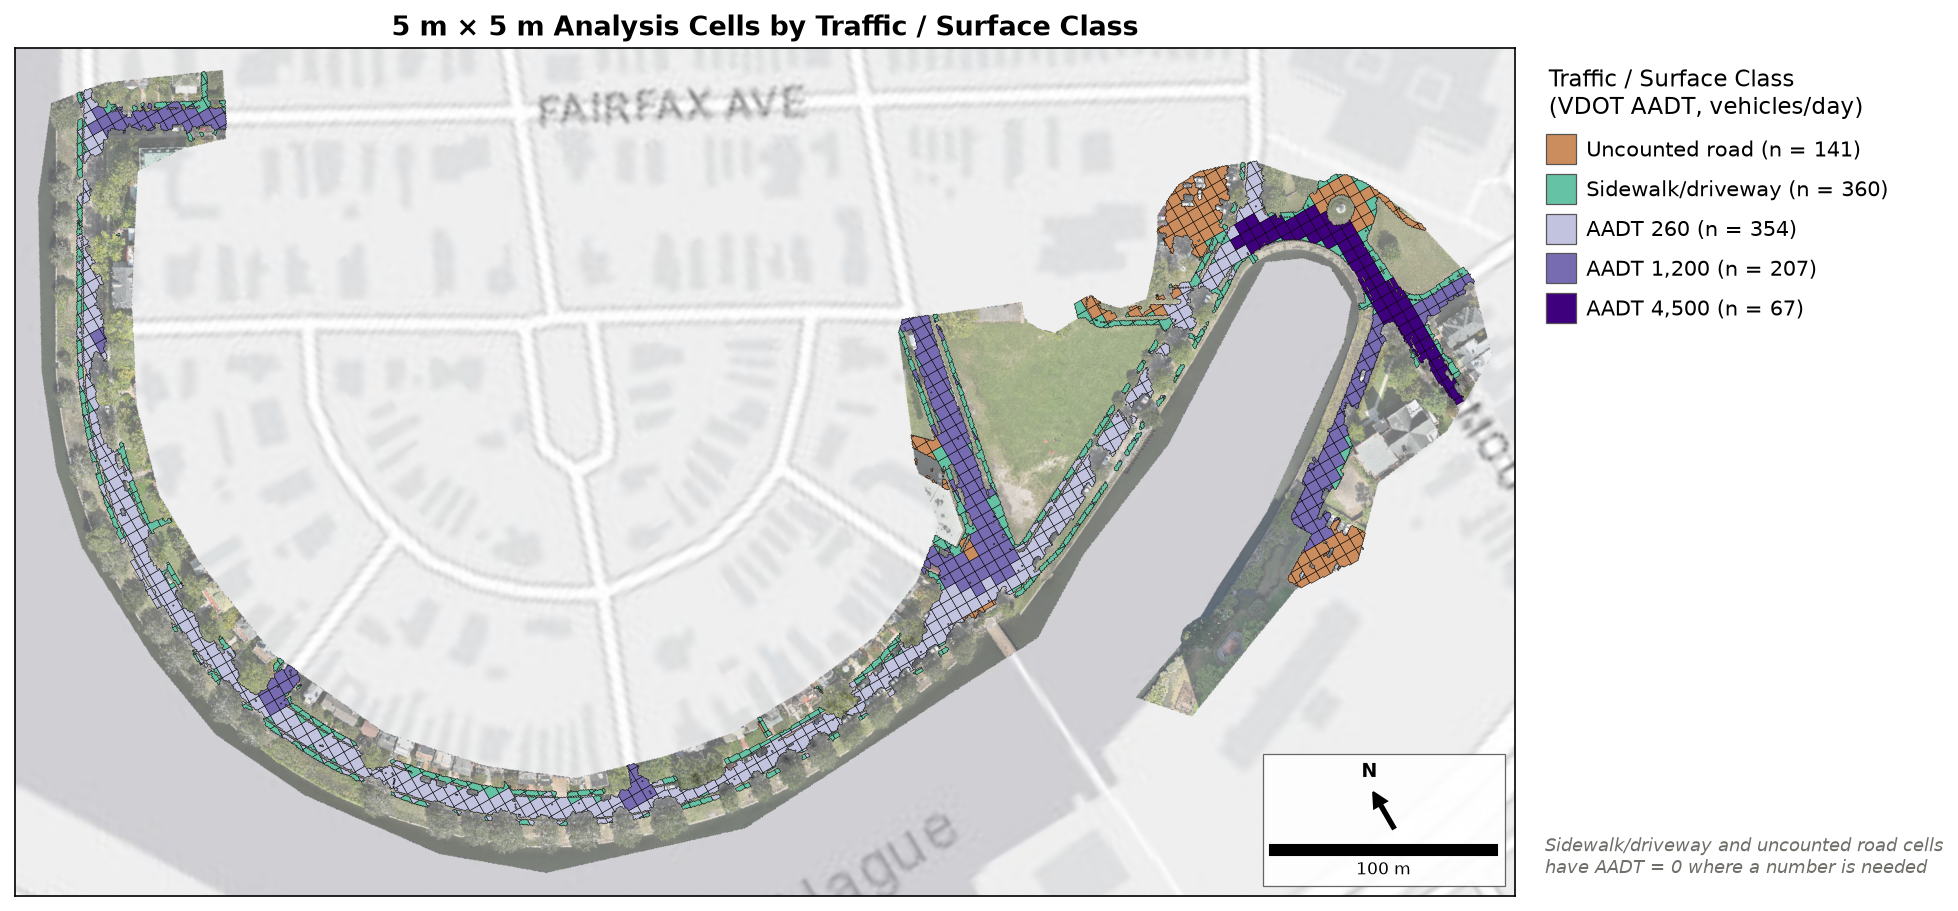 5 m × 5 m Analysis Cells by Traffic / Surface Class
FAIRFAX AVE
Traffic / Surface Class
(VDOT AADT, vehicles/day)
Uncounted road (n = 141)
Sidewalk/driveway (n = 360)
AADT 260 (n = 354)
AADT 1,200 (n = 207)
AADT 4,500 (n = 67)
N
100 m
Sidewalk/driveway and uncounted road cells
have AADT = 0 where a number is needed